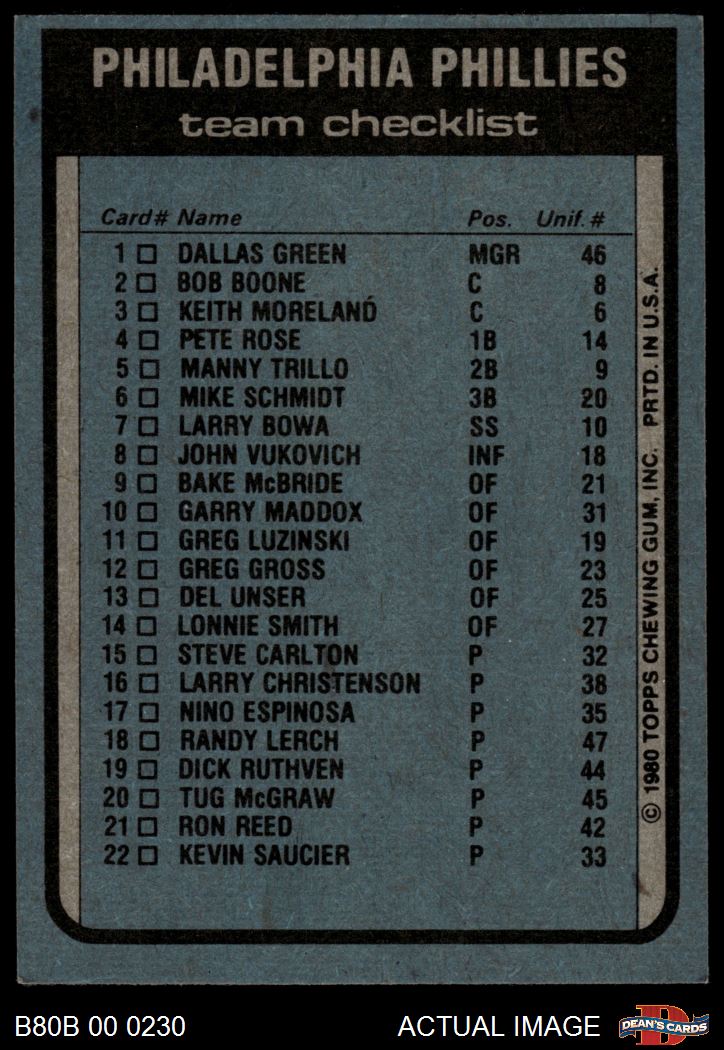 PHILADELPHIA PHILLIES
team checklist
Card# Name Pos. Unif. #
1 □ DALLAS GREEN MGR 46
2 □ BOB BOONE C 8
3 □ KEITH MORELAND C 6
4 □ PETE ROSE 1B 14
5 □ MANNY TRILLO 2B 9
6 □ MIKE SCHMIDT 3B 20
7 □ LARRY BOWA SS 10
8 □ JOHN VUKOVICH INF 18
9 □ BAKE McBRIDE OF 21
10 □ GARRY MADDOX OF 31
11 □ GREG LUZINSKI OF 19
12 □ GREG GROSS OF 23
13 □ DEL UNSER OF 25
14 □ LONNIE SMITH OF 27
15 □ STEVE CARLTON P 32
16 □ LARRY CHRISTENSON P 38
17 □ NINO ESPINOSA P 35
18 □ RANDY LERCH P 47
19 □ DICK RUTHVEN P 44
20 □ TUG McGRAW P 45
21 □ RON REED P 42
22 □ KEVIN SAUCIER P 33
© 1980 TOPPS CHEWING GUM, INC. PRTD. IN U.S.A.
B80B 00 0230 ACTUAL IMAGE
D
DEAN'S CARDS